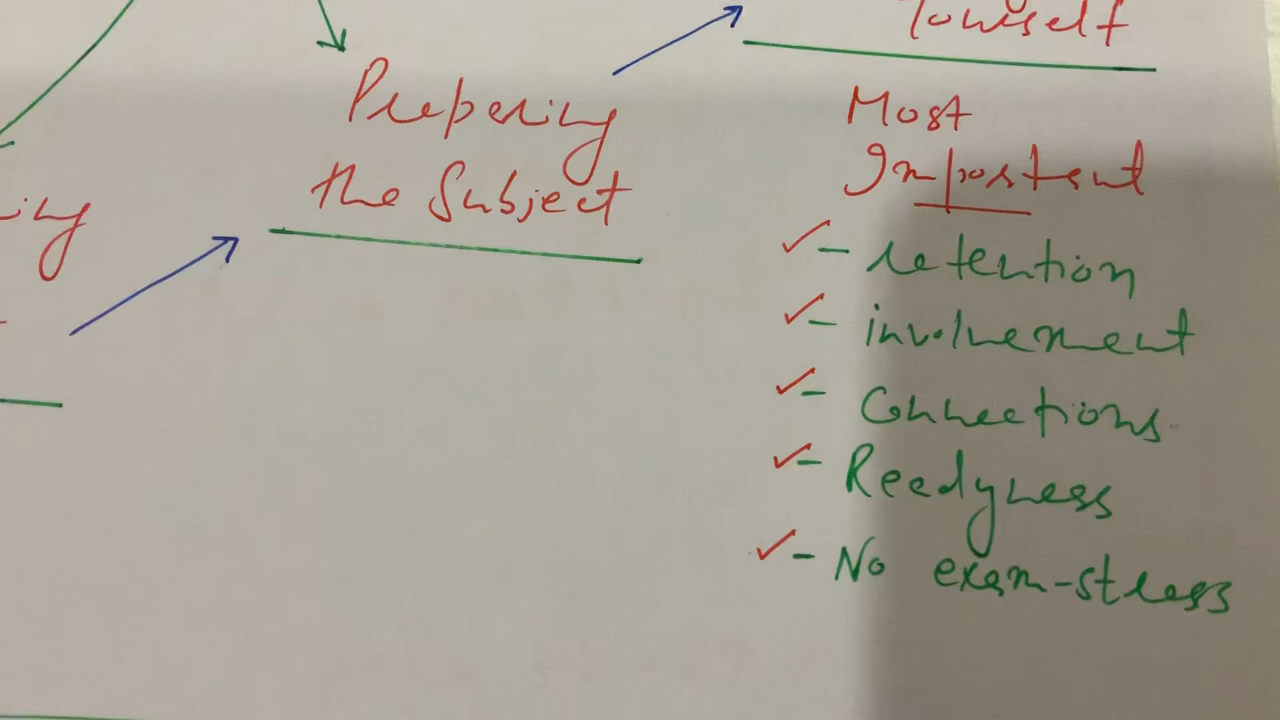 Yourself
Preparing
the Subject
Most
Important
- retention
- involvement
- Connections
- Readyness
- No exam-stress